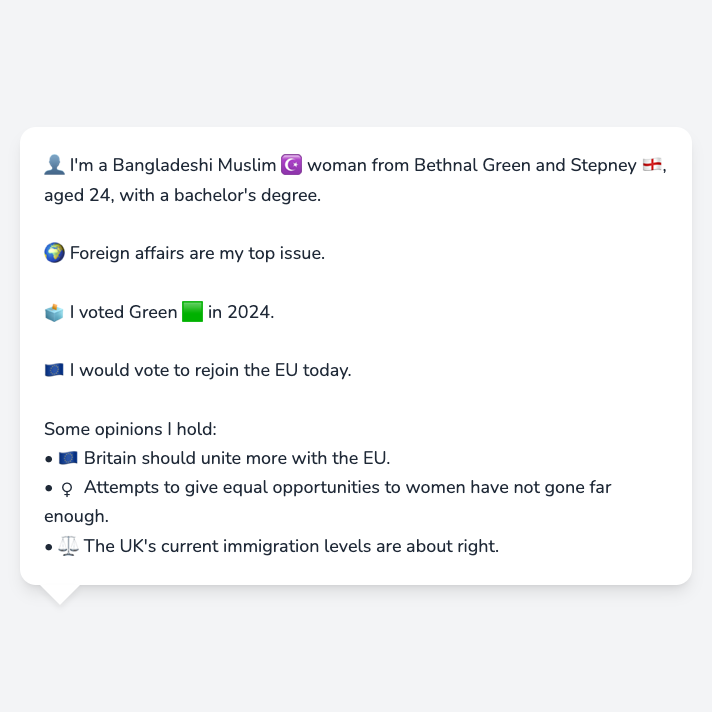 👤 I'm a Bangladeshi Muslim ☪️ woman from Bethnal Green and Stepney 🏴󠁧󠁢󠁥󠁮󠁧󠁿,
aged 24, with a bachelor's degree.
🌍 Foreign affairs are my top issue.
🗳️ I voted Green 🟩 in 2024.
🇪🇺 I would vote to rejoin the EU today.
Some opinions I hold:
• 🇪🇺 Britain should unite more with the EU.
• ♀ Attempts to give equal opportunities to women have not gone far
enough.
• ⚖️ The UK's current immigration levels are about right.